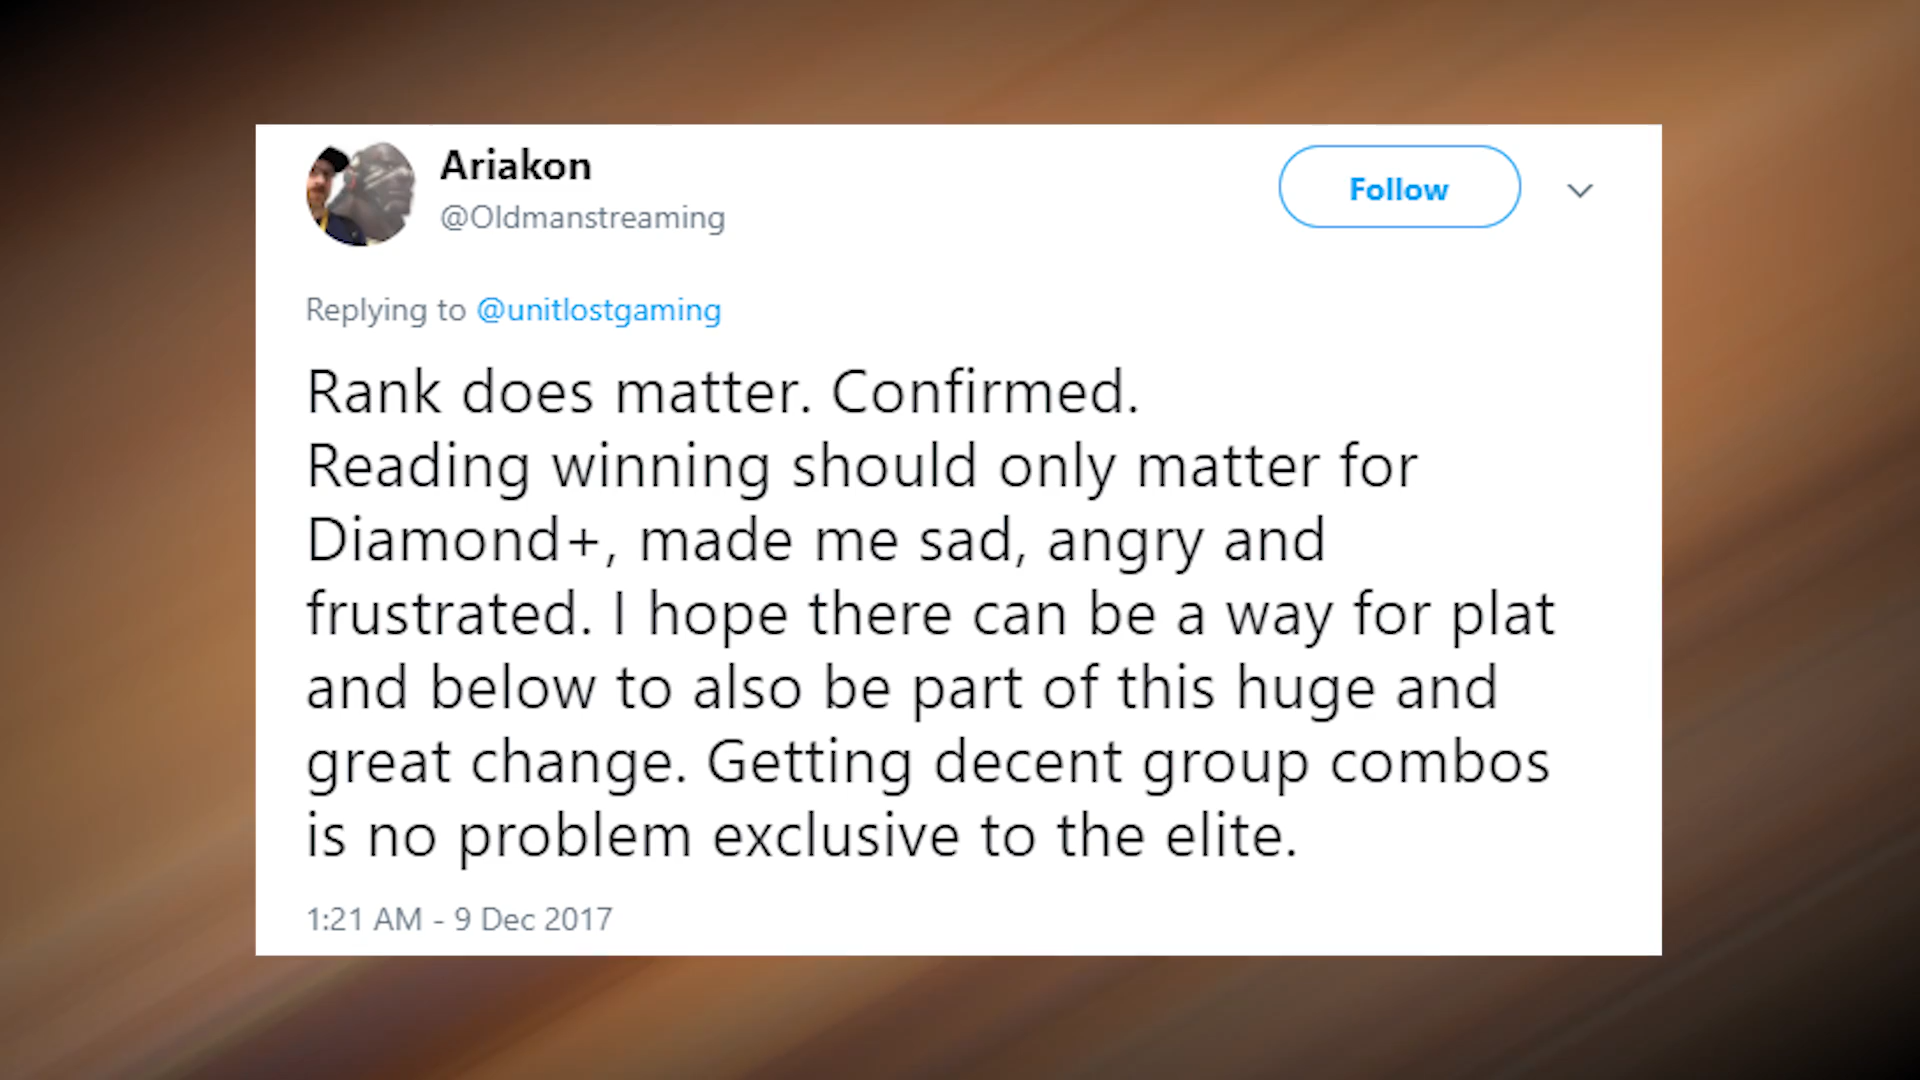 Ariakon
@Oldmanstreaming
Follow
Replying to @unitlostgaming
Rank does matter. Confirmed.
Reading winning should only matter for
Diamond+, made me sad, angry and
frustrated. I hope there can be a way for plat
and below to also be part of this huge and
great change. Getting decent group combos
is no problem exclusive to the elite.
1:21 AM - 9 Dec 2017